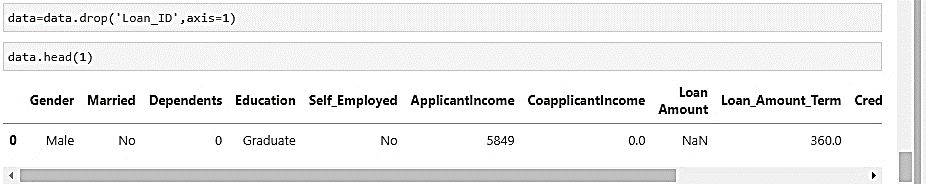 data=data.drop('Loan_ID',axis=1)
data.head(1)
Gender Married Dependents Education Self_Employed ApplicantIncome CoapplicantIncome Loan Amount Loan_Amount_Term Cred
0 Male No 0 Graduate No 5849 0.0 NaN 360.0